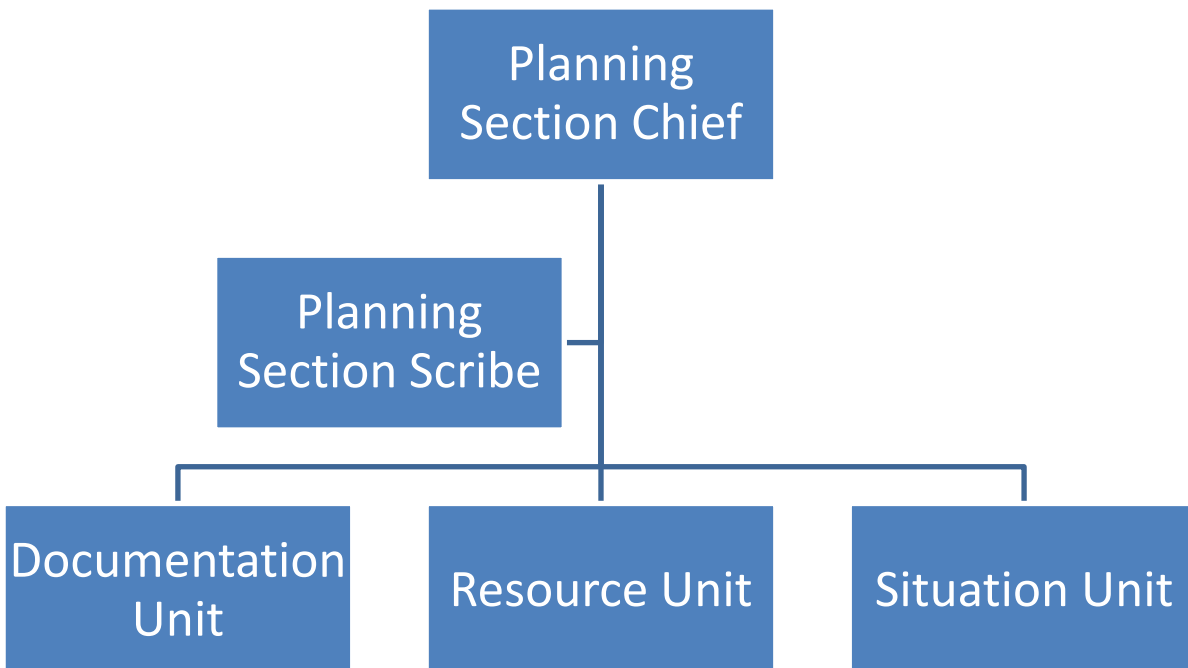 Planning
Section Chief
Planning
Section Scribe
Documentation
Unit
Resource Unit
Situation Unit